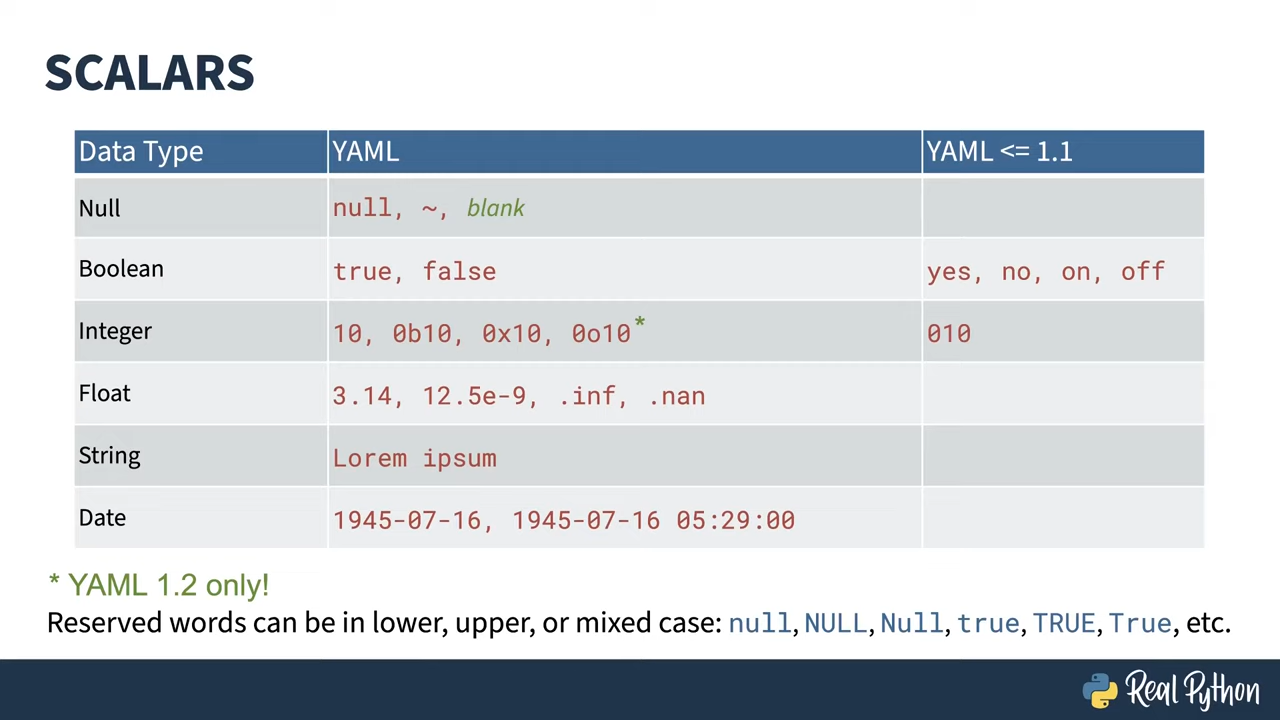 SCALARS
Data Type YAML YAML <= 1.1
Null null, ~, blank
Boolean true, false yes, no, on, off
Integer 10, 0b10, 0x10, 0o10* 010
Float 3.14, 12.5e-9, .inf, .nan
String Lorem ipsum
Date 1945-07-16, 1945-07-16 05:29:00
* YAML 1.2 only!
Reserved words can be in lower, upper, or mixed case: null, NULL, Null, true, TRUE, True, etc.
Real Python